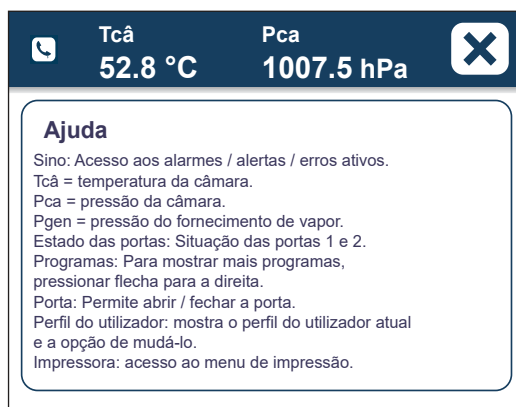 Tcâ Pca
52.8 °C 1007.5 hPa
Ajuda
Sino: Acesso aos alarmes / alertas / erros ativos.
Tcâ = temperatura da câmara.
Pca = pressão da câmara.
Pgen = pressão do fornecimento de vapor.
Estado das portas: Situação das portas 1 e 2.
Programas: Para mostrar mais programas,
pressionar flecha para a direita.
Porta: Permite abrir / fechar a porta.
Perfil do utilizador: mostra o perfil do utilizador atual
e a opção de mudá-lo.
Impressora: acesso ao menu de impressão.